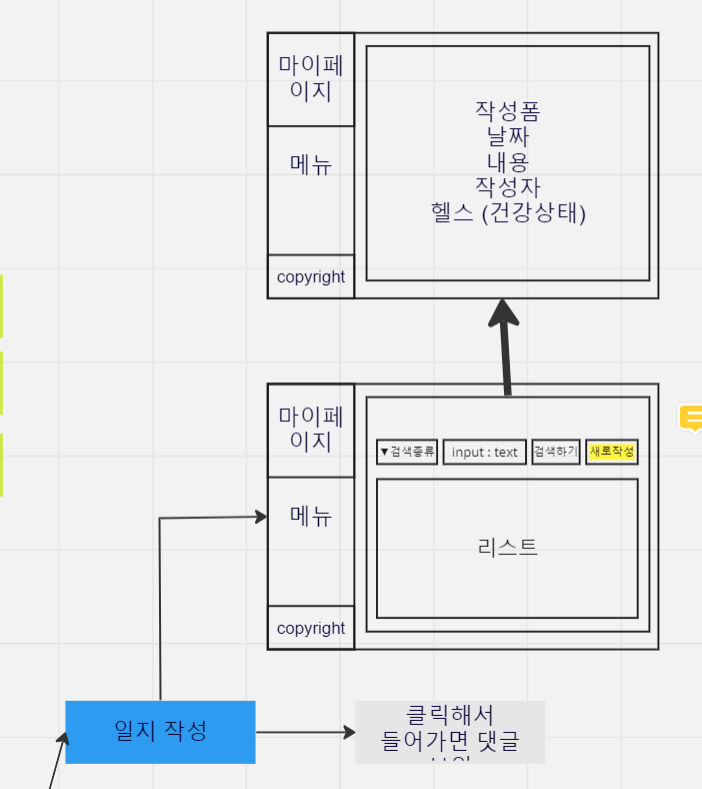 마이페
이지
메뉴
copyright
작성폼
날짜
내용
작성자
헬스 (건강상태)
마이페
이지
메뉴
copyright
▼검색종류 input : text 검색하기 새로작성
리스트
일지 작성
클릭해서
들어가면 댓글